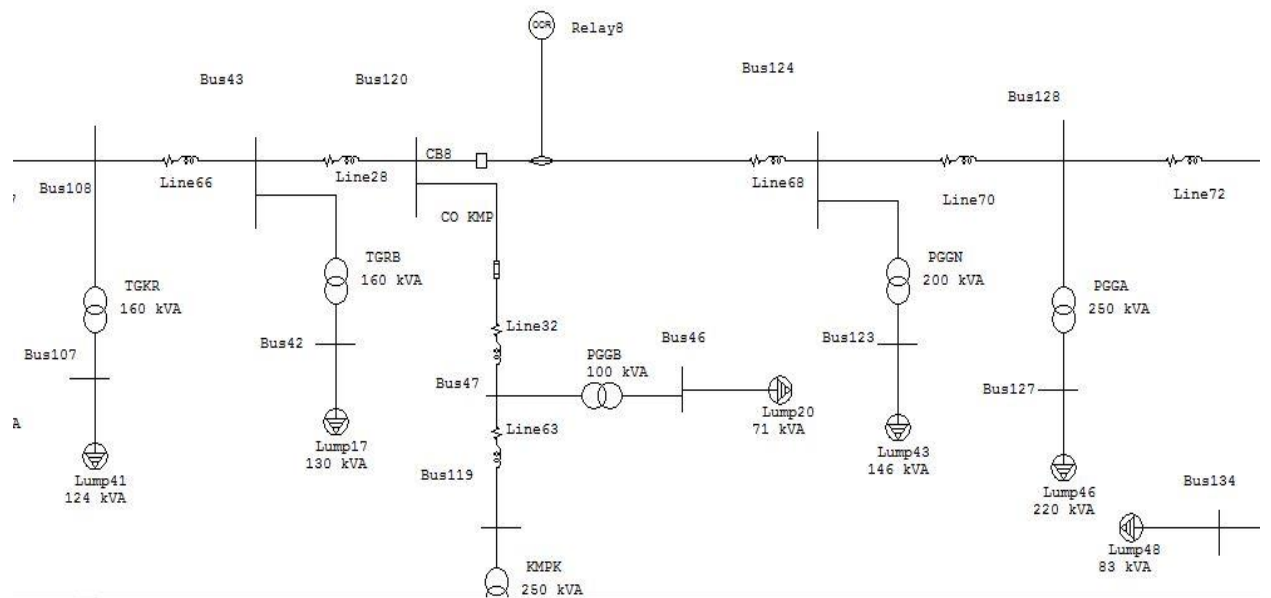 OCR
Relay8
Bus43
Bus120
Bus124
Bus128
CB8
Bus108
Line66
Line28
Line68
Line70
Line72
CO KMP
TGKR
160 kVA
TGRB
160 kVA
PGGN
200 kVA
PGGA
250 kVA
Line32
Bus107
Bus42
PGGB
100 kVA
Bus46
Bus123
Bus47
Bus127
Line63
Lump20
71 kVA
A
Lump17
130 kVA
Lump43
146 kVA
Bus119
Lump41
124 kVA
Lump46
220 kVA
Bus134
Lump48
83 kVA
KMPK
250 kVA